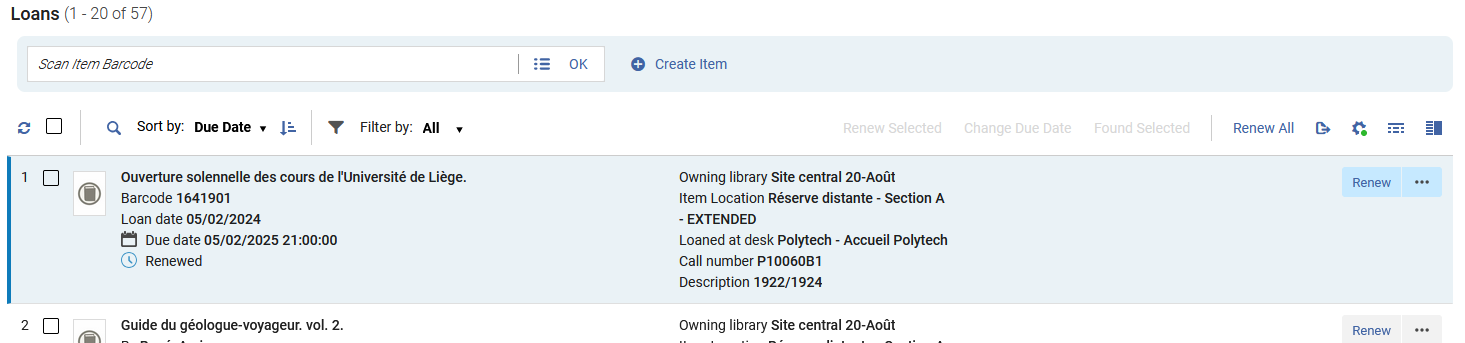 Loans (1 - 20 of 57)
Scan Item Barcode OK Create Item
Sort by: Due Date Filter by: All Renew Selected Change Due Date Found Selected Renew All
1 Ouverture solennelle des cours de l'Université de Liège. Owning library Site central 20-Août Renew
Barcode 1641901 Item Location Réserve distante - Section A
Loan date 05/02/2024 - EXTENDED
Due date 05/02/2025 21:00:00 Loaned at desk Polytech - Accueil Polytech
Renewed Call number P10060B1
Description 1922/1924
2 Guide du géologue-voyageur. vol. 2. Owning library Site central 20-Août Renew